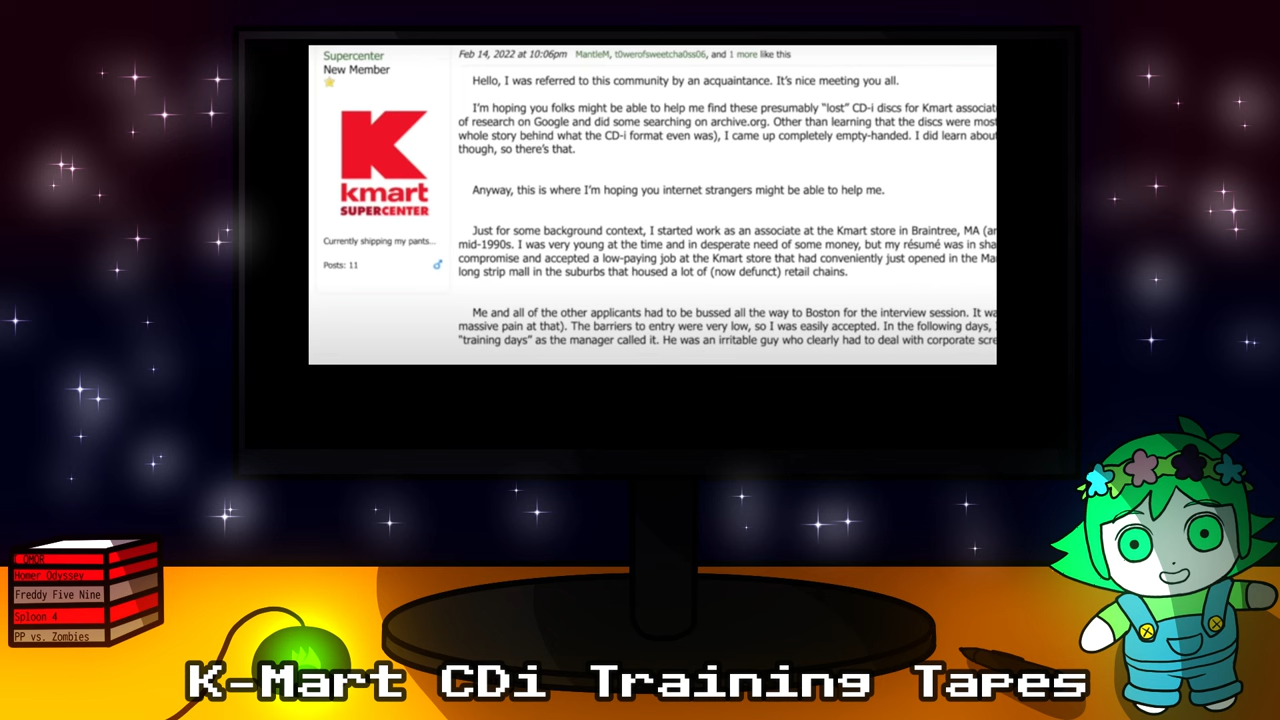 Supercenter
New Member
kmart
SUPERCENTER
Currently shipping my pants...
Posts: 11
Feb 14, 2022 at 10:06pm MantleM, t0werofsweetcha0ss06, and 1 more like this
Hello, I was referred to this community by an acquaintance. It's nice meeting you all.
I'm hoping you folks might be able to help me find these presumably "lost" CD-i discs for Kmart associat
of research on Google and did some searching on archive.org. Other than learning that the discs were most
whole story behind what the CD-i format even was), I came up completely empty-handed. I did learn about
though, so there's that.
Anyway, this is where I'm hoping you internet strangers might be able to help me.
Just for some background context, I started work as an associate at the Kmart store in Braintree, MA (ar
mid-1990s. I was very young at the time and in desperate need of some money, but my résumé was in sha
compromise and accepted a low-paying job at the Kmart store that had conveniently just opened in the Ma
long strip mall in the suburbs that housed a lot of (now defunct) retail chains.
Me and all of the other applicants had to be bussed all the way to Boston for the interview session. It wa
massive pain at that). The barriers to entry were very low, so I was easily accepted. In the following days, I
"training days" as the manager called it. He was an irritable guy who clearly had to deal with corporate scre
OMOR
Homer Odyssey
Freddy Five Nine
Sploon 4
PP vs. Zombies
K-Mart CDi Training Tapes